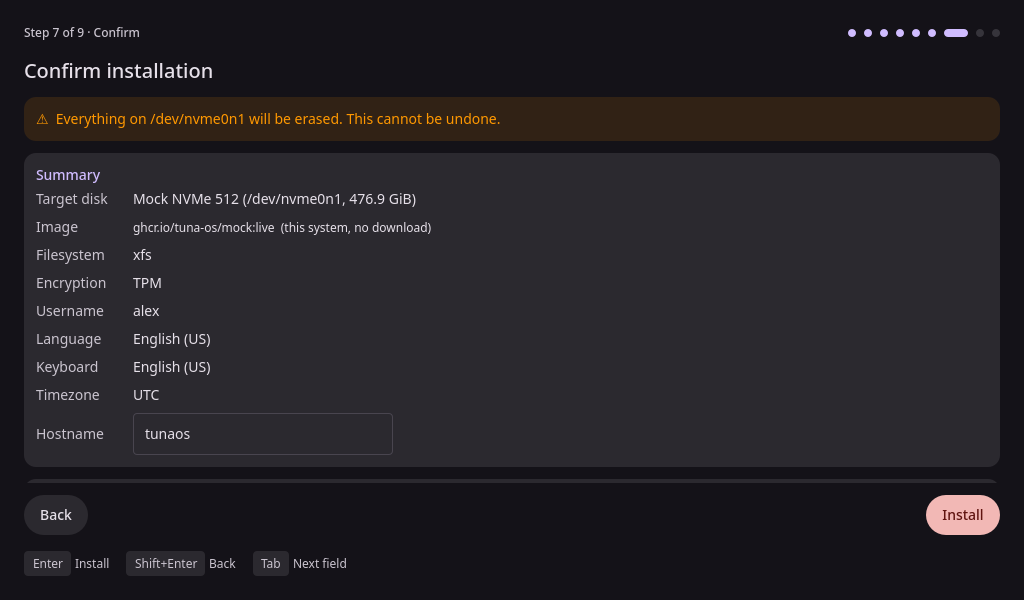 Step 7 of 9 · Confirm
Confirm installation
⚠ Everything on /dev/nvme0n1 will be erased. This cannot be undone.
Summary
Target disk Mock NVMe 512 (/dev/nvme0n1, 476.9 GiB)
Image ghcr.io/tuna-os/mock:live (this system, no download)
Filesystem xfs
Encryption TPM
Username alex
Language English (US)
Keyboard English (US)
Timezone UTC
Hostname tunaos
Back Install
Enter Install Shift+Enter Back Tab Next field